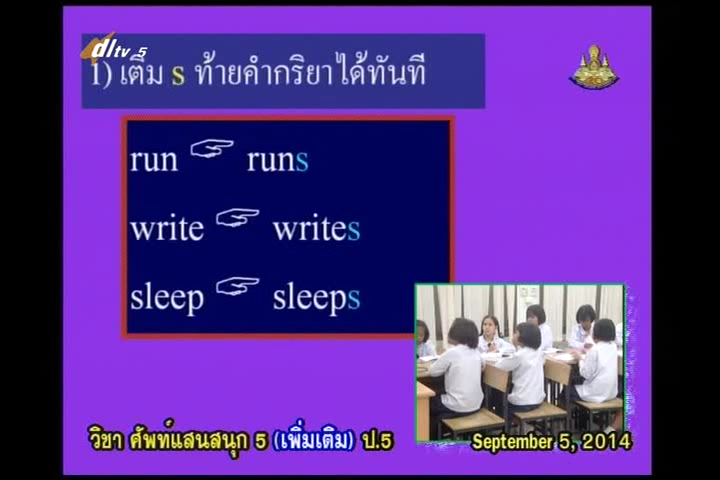 dltv 5
1) เติม s ท้ายคำกริยาได้ทันที
run runs
write writes
sleep sleeps
วิชา ศัพท์แสนสนุก 5 (เพิ่มเติม) ป.5
September 5, 2014